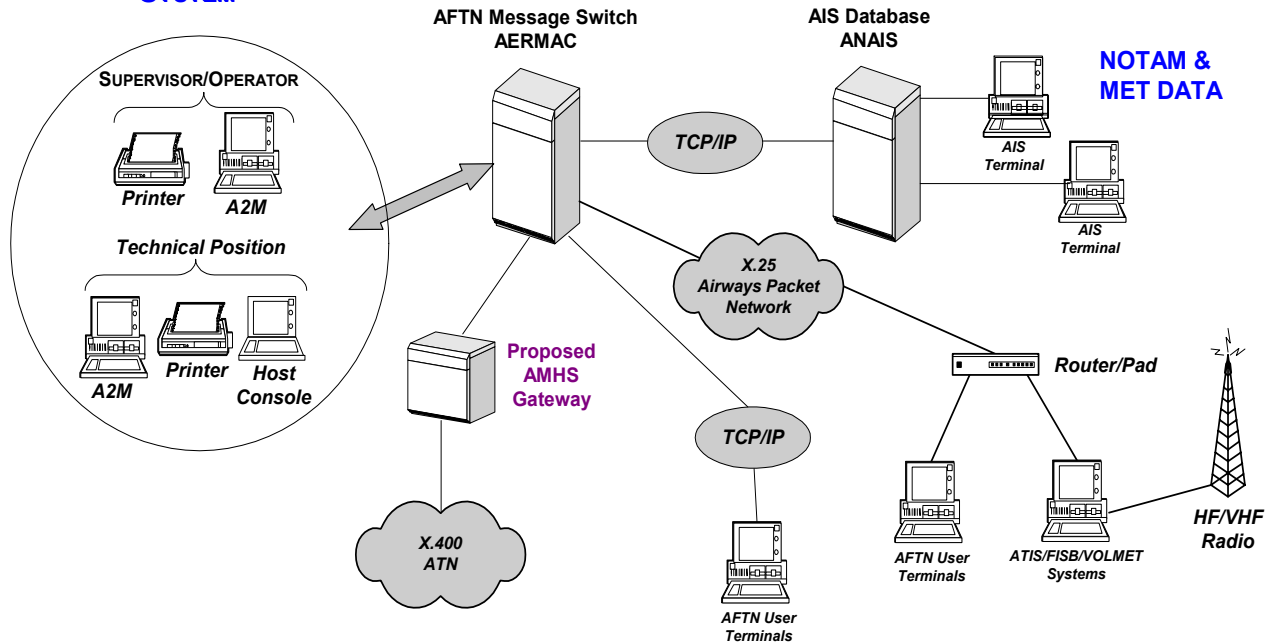 AFTN Message Switch
AERMAC
AIS Database
ANAIS
NOTAM &
MET DATA
SUPERVISOR/OPERATOR
Printer
A2M
Technical Position
A2M
Printer
Host
Console
TCP/IP
AIS
Terminal
AIS
Terminal
X.25
Airways Packet
Network
Proposed
AMHS
Gateway
Router/Pad
TCP/IP
X.400
ATN
AFTN User
Terminals
AFTN User
Terminals
ATIS/FISB/VOLMET
Systems
HF/VHF
Radio